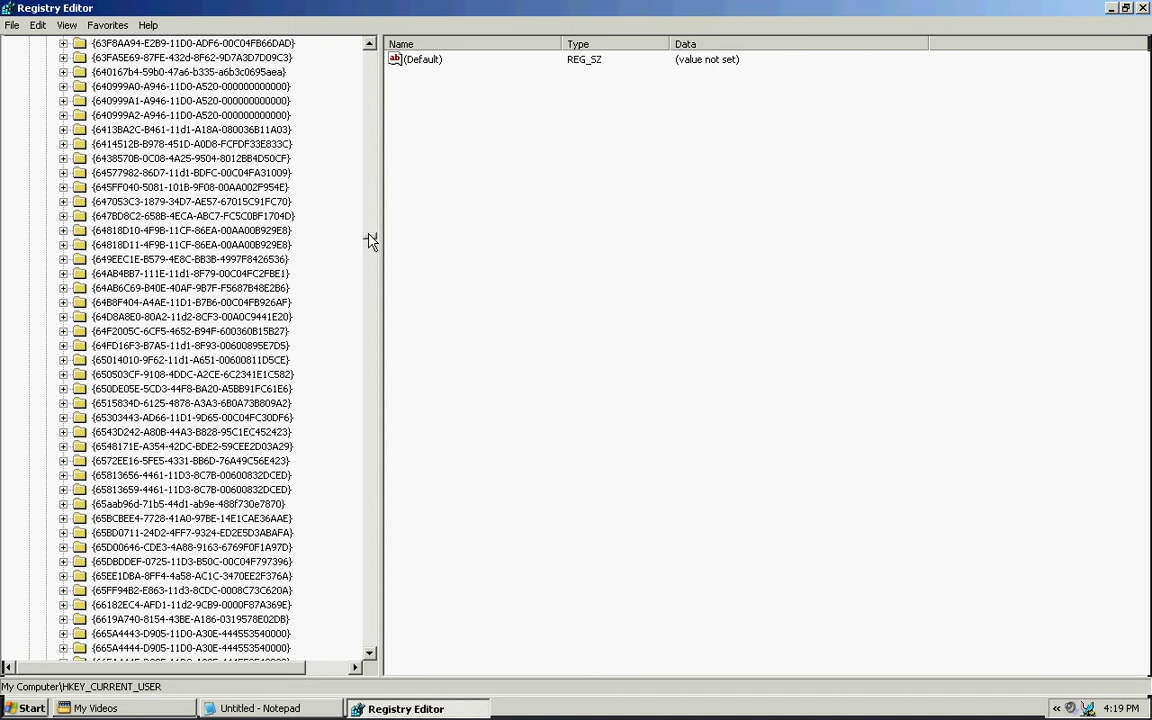 Registry Editor
File Edit View Favorites Help
{63F8AA94-E2B9-11D0-ADF6-00C04FB66DAD}
{63FA5E69-87FE-432d-8F62-9D7A3D7D09C3}
{640167b4-59b0-47a6-b335-a6b3c0695aea}
{640999A0-A946-11D0-A520-000000000000}
{640999A1-A946-11D0-A520-000000000000}
{640999A2-A946-11D0-A520-000000000000}
{6413BA2C-B461-11d1-A18A-080036B11A03}
{6414512B-B978-451D-A0D8-FCFDF33E833C}
{6438570B-0C08-4A25-9504-8012BB4D50CF}
{64577982-86D7-11d1-BDFC-00C04FA31009}
{645FF040-5081-101B-9F08-00AA002F954E}
{647053C3-1879-34D7-AE57-67015C91FC70}
{647BD8C2-658B-4ECA-ABC7-FC5C0BF1704D}
{64818D10-4F9B-11CF-86EA-00AA00B929E8}
{64818D11-4F9B-11CF-86EA-00AA00B929E8}
{649EEC1E-B579-4E8C-BB3B-4997F8426536}
{64AB4BB7-111E-11d1-8F79-00C04FC2FBE1}
{64AB6C69-B40E-40AF-9B7F-F5687B48E2B6}
{64B8F404-A4AE-11D1-B7B6-00C04FB926AF}
{64D8A8E0-80A2-11d2-8CF3-00A0C9441E20}
{64F2005C-6CF5-4652-B94F-600360B15B27}
{64FD16F3-B7A5-11d1-8F93-00600895E7D5}
{65014010-9F62-11d1-A651-00600811D5CE}
{650503CF-9108-4DDC-A2CE-6C2341E1C582}
{650DE05E-5CD3-44F8-BA20-A5BB91FC61E6}
{6515834D-6125-4878-A3A3-6B0A73B809A2}
{65303443-AD66-11D1-9D65-00C04FC30DF6}
{6543D242-A80B-44A3-B828-95C1EC452423}
{6548171E-A354-42DC-BDE2-59CEE2D03A29}
{6572EE16-5FE5-4331-BB6D-76A49C56E423}
{65813656-4461-11D3-8C7B-00600832DCED}
{65813659-4461-11D3-8C7B-00600832DCED}
{65aab96d-71b5-44d1-ab9e-488f730e7870}
{65BCBEE4-7728-41A0-97BE-14E1CAE36AAE}
{65BD0711-24D2-4FF7-9324-ED2E5D3ABAFA}
{65D00646-CDE3-4A88-9163-6769F0F1A97D}
{65DBDDEF-0725-11D3-B50C-00C04F797396}
{65EE1DBA-8FF4-4a58-AC1C-3470EE2F376A}
{65FF94B2-E863-11d3-8CDC-0008C73C620A}
{66182EC4-AFD1-11d2-9CB9-0000F87A369E}
{6619A740-8154-43BE-A186-0319578E02DB}
{665A4443-D905-11D0-A30E-444553540000}
{665A4444-D905-11D0-A30E-444553540000}
Name Type Data
(Default) REG_SZ (value not set)
My Computer\HKEY_CURRENT_USER
Start My Videos Untitled - Notepad Registry Editor 4:19 PM